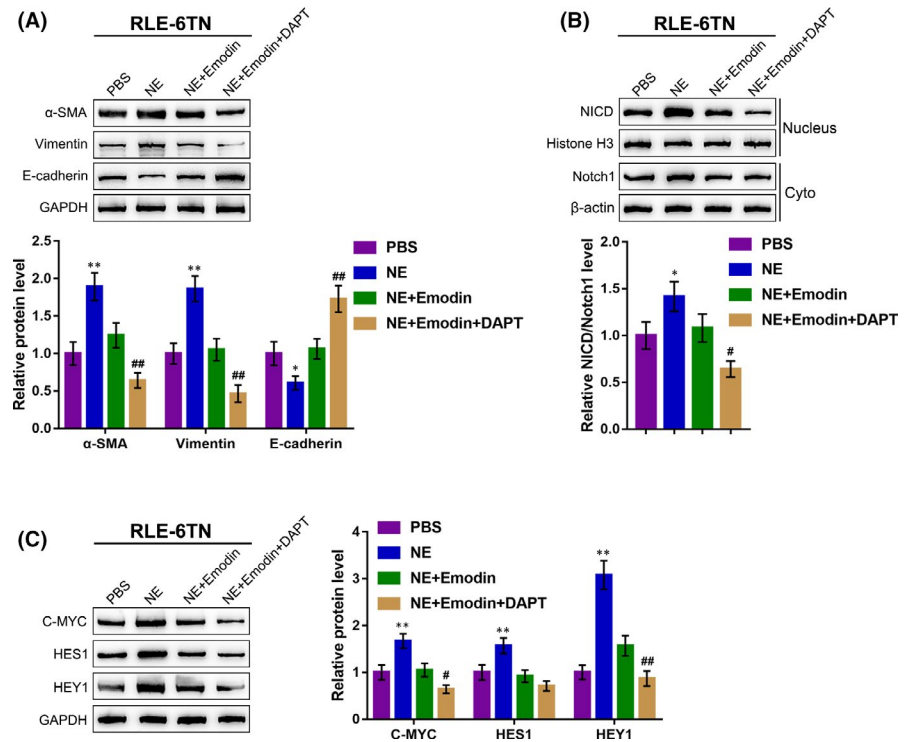 (A)
RLE-6TN
PBS NE NE+Emodin NE+Emodin+DAPT
α-SMA
Vimentin
E-cadherin
GAPDH
Relative protein level
2.5
2.0
1.5
1.0
0.5
0.0
** ## ** ## * ##
α-SMA Vimentin E-cadherin
PBS
NE
NE+Emodin
NE+Emodin+DAPT
(B)
RLE-6TN
PBS NE NE+Emodin NE+Emodin+DAPT
NICD
Histone H3
Nucleus
Notch1
β-actin
Cyto
Relative NICD/Notch1 level
2.0
1.5
1.0
0.5
0.0
* #
PBS
NE
NE+Emodin
NE+Emodin+DAPT
(C)
RLE-6TN
PBS NE NE+Emodin NE+Emodin+DAPT
C-MYC
HES1
HEY1
GAPDH
Relative protein level
4
3
2
1
0
PBS
NE
NE+Emodin
NE+Emodin+DAPT
** # ** ** ##
C-MYC HES1 HEY1